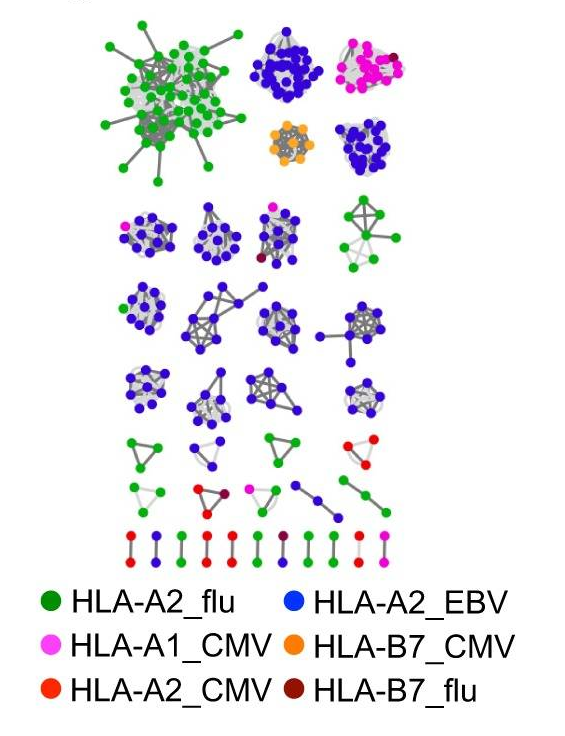 HLA-A2_flu HLA-A2_EBV
HLA-A1_CMV HLA-B7_CMV
HLA-A2_CMV HLA-B7_flu